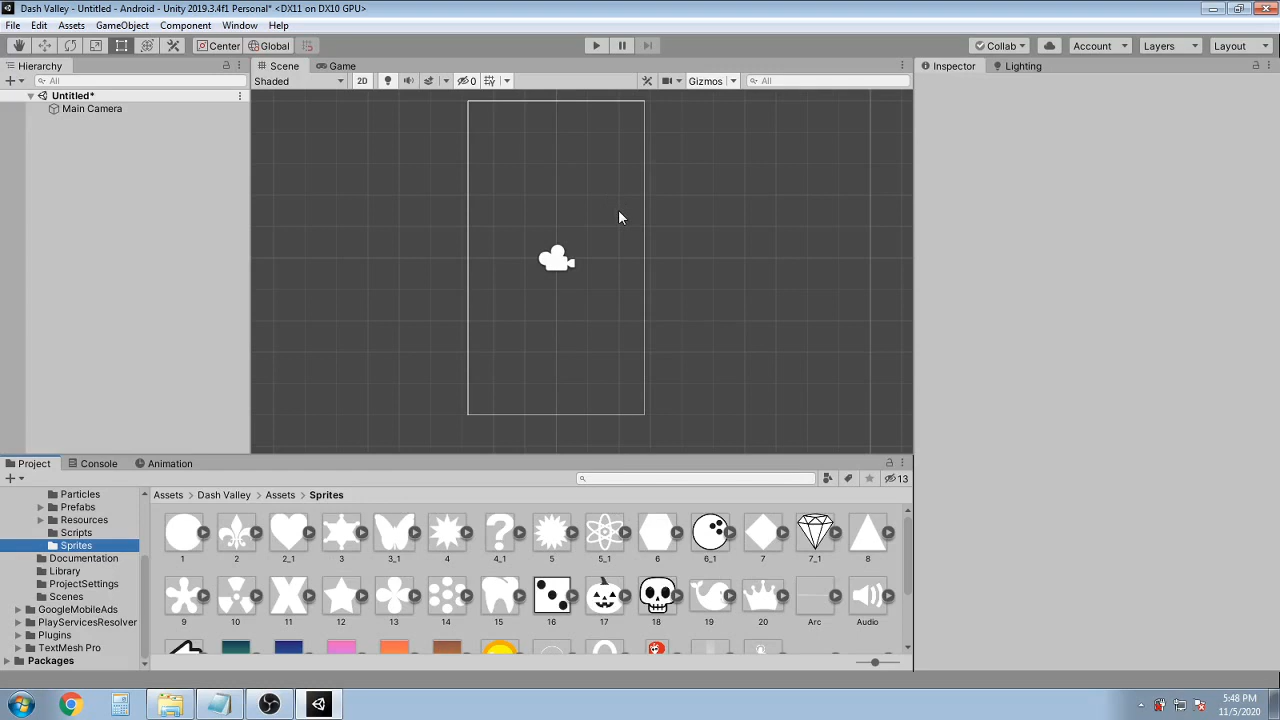 Dash Valley - Untitled - Android - Unity 2019.3.4f1 Personal* <DX11 on DX10 GPU>
File Edit Assets GameObject Component Window Help
Center Global Collab Account Layers Layout
Hierarchy Scene Game Inspector Lighting
All Shaded 2D 0 Gizmos All
Untitled*
Main Camera
Project Console Animation
13
Particles
Prefabs
Resources
Scripts
Sprites
Documentation
Library
ProjectSettings
Scenes
GoogleMobileAds
PlayServicesResolver
Plugins
TextMesh Pro
Packages
Assets Dash Valley Assets Sprites
1 2 2_1 3 3_1 4 4_1 5 5_1 6 6_1 7 7_1 8
9 10 11 12 13 14 15 16 17 18 19 20 Arc Audio
5:48 PM
11/5/2020